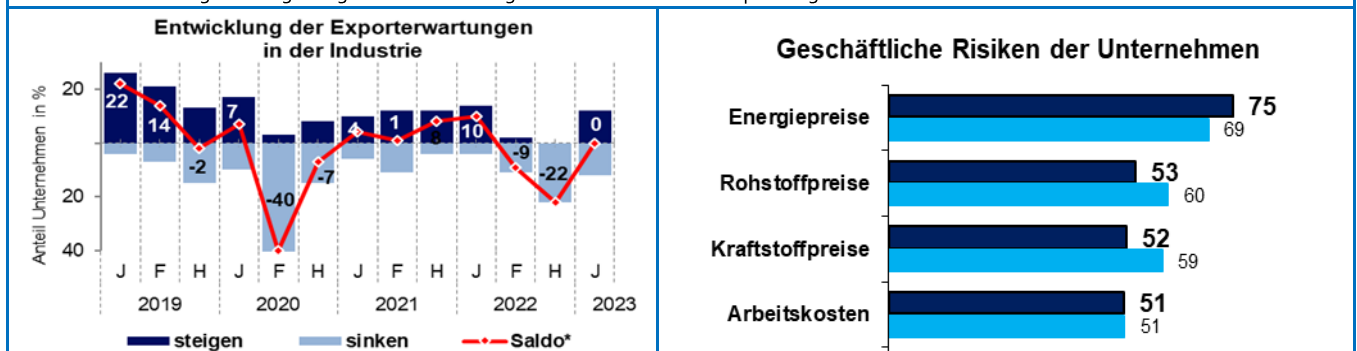 Entwicklung der Exporterwartungen
in der Industrie
Anteil Unternehmen in %
20
20
40
22
14
-2
7
-40
-7
4
1
8
10
-9
-22
0
J F H J F H J F H J F H J
2019 2020 2021 2022 2023
steigen sinken Saldo*
Geschäftliche Risiken der Unternehmen
Energiepreise 75
69
Rohstoffpreise 53
60
Kraftstoffpreise 52
59
Arbeitskosten 51
51